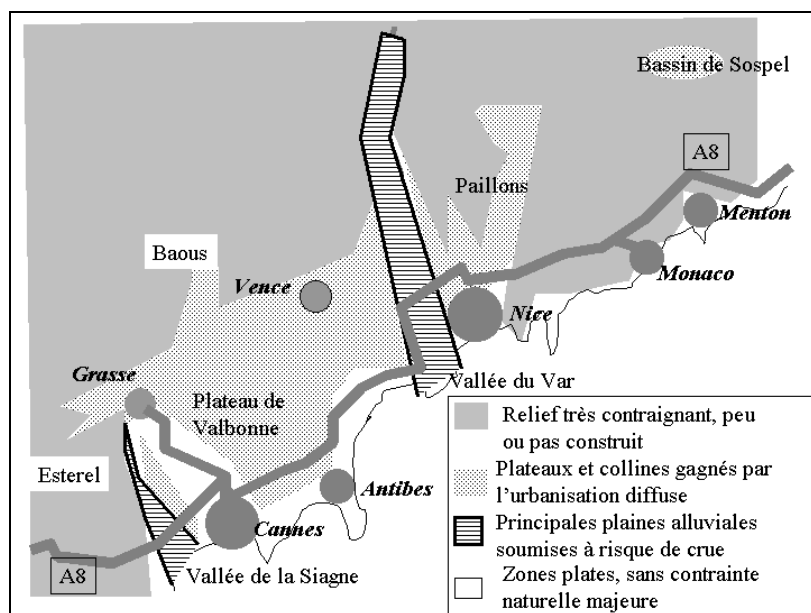 Bassin de Sospel
A8
Paillons
Menton
Baous
Monaco
Vence
Nice
Grasse
Vallée du Var
Plateau de
Valbonne
Relief très contraignant, peu
ou pas construit
Esterel
Plateaux et collines gagnés par
l'urbanisation diffuse
Antibes
Cannes
Principales plaines alluviales
soumises à risque de crue
A8
Vallée de la Siagne
Zones plates, sans contrainte
naturelle majeure